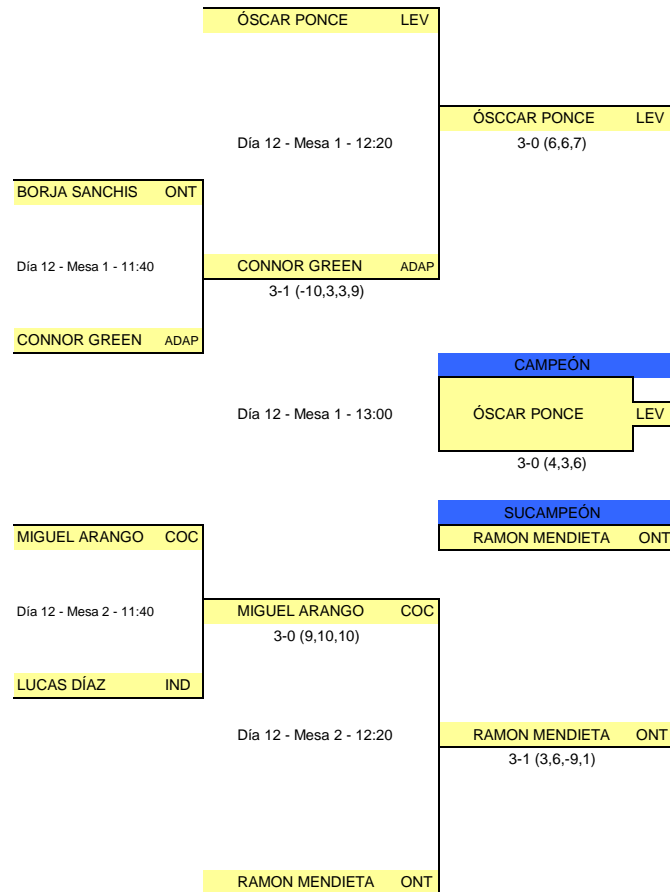 ÓSCAR PONCE LEV
ÓSCCAR PONCE LEV
Día 12 - Mesa 1 - 12:20 3-0 (6,6,7)
BORJA SANCHIS ONT
Día 12 - Mesa 1 - 11:40 CONNOR GREEN ADAP
3-1 (-10,3,3,9)
CONNOR GREEN ADAP
CAMPEÓN
Día 12 - Mesa 1 - 13:00 ÓSCAR PONCE LEV
3-0 (4,3,6)
SUCAMPEÓN
MIGUEL ARANGO COC RAMON MENDIETA ONT
Día 12 - Mesa 2 - 11:40 MIGUEL ARANGO COC
3-0 (9,10,10)
LUCAS DÍAZ IND
Día 12 - Mesa 2 - 12:20 RAMON MENDIETA ONT
3-1 (3,6,-9,1)
RAMON MENDIETA ONT